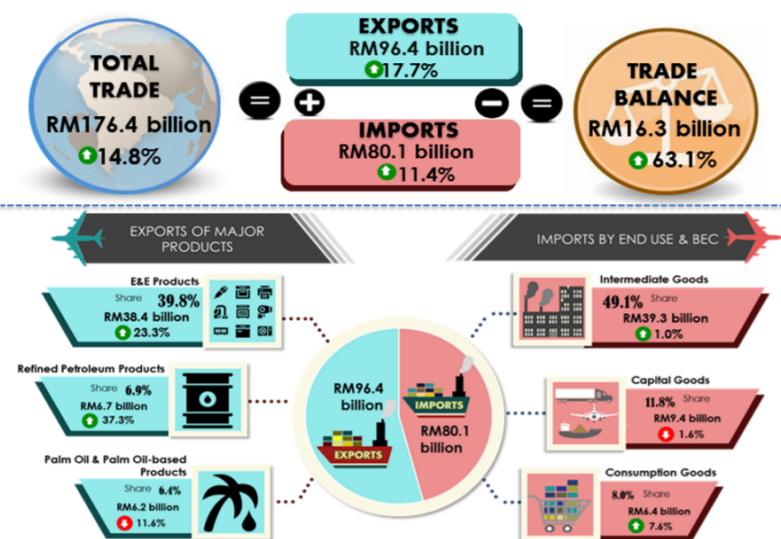 TOTAL
TRADE
RM176.4 billion
14.8%
=
+
EXPORTS
RM96.4 billion
17.7%
IMPORTS
RM80.1 billion
11.4%
-
=
TRADE
BALANCE
RM16.3 billion
63.1%
EXPORTS OF MAJOR
PRODUCTS
IMPORTS BY END USE & BEC
E&E Products
Share 39.8%
RM38.4 billion
23.3%
Refined Petroleum Products
Share 6.9%
RM6.7 billion
37.3%
Palm Oil & Palm Oil-based
Products
Share 6.4%
RM6.2 billion
11.6%
RM96.4
billion
EXPORTS
IMPORTS
RM80.1
billion
Intermediate Goods
49.1% Share
RM39.3 billion
1.0%
Capital Goods
11.8% Share
RM9.4 billion
1.6%
Consumption Goods
8.0% Share
RM6.4 billion
7.6%